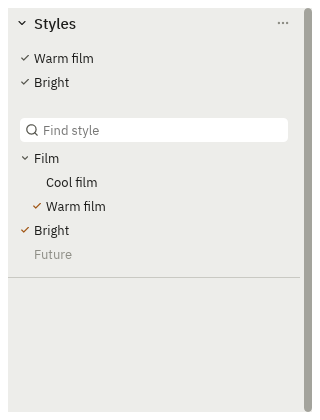 Styles
Warm film
Bright
Find style
Film
Cool film
Warm film
Bright
Future